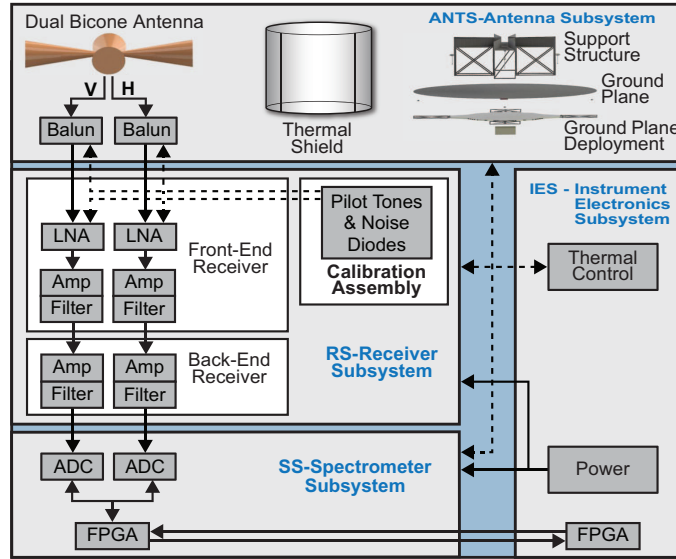 Dual Bicone Antenna
ANTS-Antenna Subsystem
Support
Structure
V
H
Ground
Plane
Balun
Balun
Thermal
Shield
Ground Plane
Deployment
IES - Instrument
Electronics
Subsystem
Pilot Tones
& Noise
Diodes
LNA
LNA
Front-End
Receiver
Calibration
Assembly
Thermal
Control
Amp
Filter
Amp
Filter
Back-End
Receiver
RS-Receiver
Subsystem
Amp
Filter
Amp
Filter
ADC
ADC
SS-Spectrometer
Subsystem
Power
FPGA
FPGA